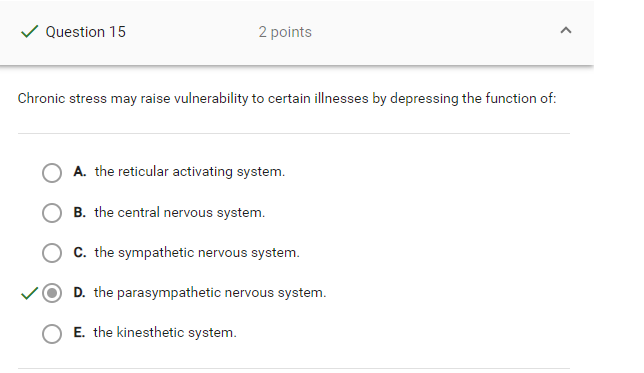 Question 15 2 points
Chronic stress may raise vulnerability to certain illnesses by depressing the function of:
A. the reticular activating system.
B. the central nervous system.
C. the sympathetic nervous system.
D. the parasympathetic nervous system.
E. the kinesthetic system.